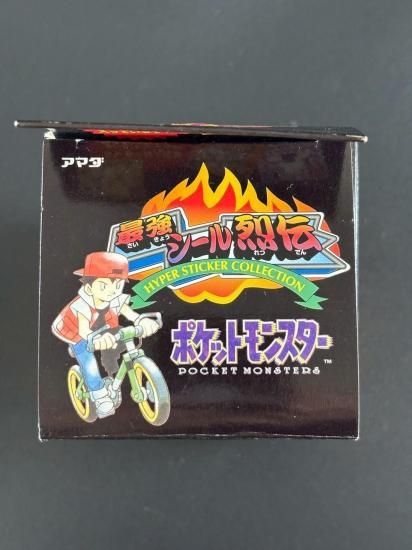 アマダ
最強シール烈伝
さいきょう れつでん
HYPER STICKER COLLECTION
ポケットモンスター
POCKET MONSTERS
TM